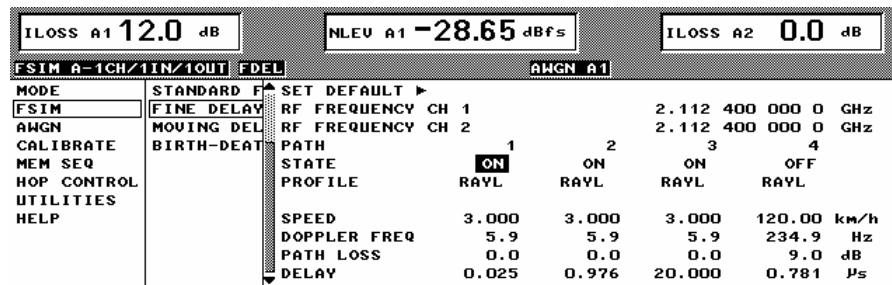 ILOSS A1 12.0 dB NLEV A1 -28.65 dBfs ILOSS A2 0.0 dB
FSIM A-1CH/1IN/1OUT FDEL AWGN A1
MODE STANDARD F SET DEFAULT ▶
FSIM FINE DELAY RF FREQUENCY CH 1 2.112 400 000 0 GHz
AWGN MOVING DEL RF FREQUENCY CH 2 2.112 400 000 0 GHz
CALIBRATE BIRTH-DEAT PATH 1 2 3 4
MEM SEQ STATE ON ON ON OFF
HOP CONTROL PROFILE RAYL RAYL RAYL RAYL
UTILITIES
HELP SPEED 3.000 3.000 3.000 120.00 km/h
DOPPLER FREQ 5.9 5.9 5.9 234.9 Hz
PATH LOSS 0.0 0.0 0.0 9.0 dB
DELAY 0.025 0.976 20.000 0.781 µs